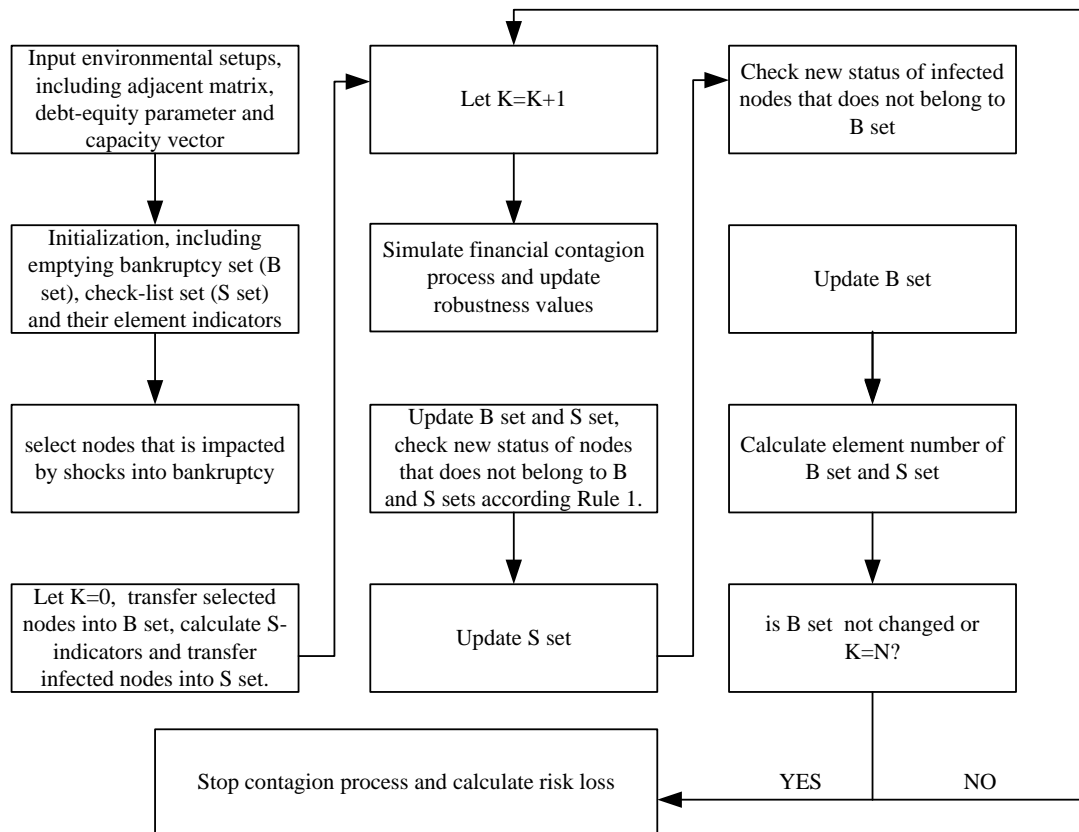 Input environmental setups,
including adjacent matrix,
debt-equity parameter and
capacity vector
Initialization, including
emptying bankruptcy set (B
set), check-list set (S set)
and their element indicators
select nodes that is impacted
by shocks into bankruptcy
Let K=0, transfer selected
nodes into B set, calculate S-
indicators and transfer
infected nodes into S set.
Let K=K+1
Simulate financial contagion
process and update
robustness values
Update B set and S set,
check new status of nodes
that does not belong to B
and S sets according Rule 1.
Update S set
Check new status of infected
nodes that does not belong to
B set
Update B set
Calculate element number of
B set and S set
is B set not changed or
K=N?
YES
NO
Stop contagion process and calculate risk loss